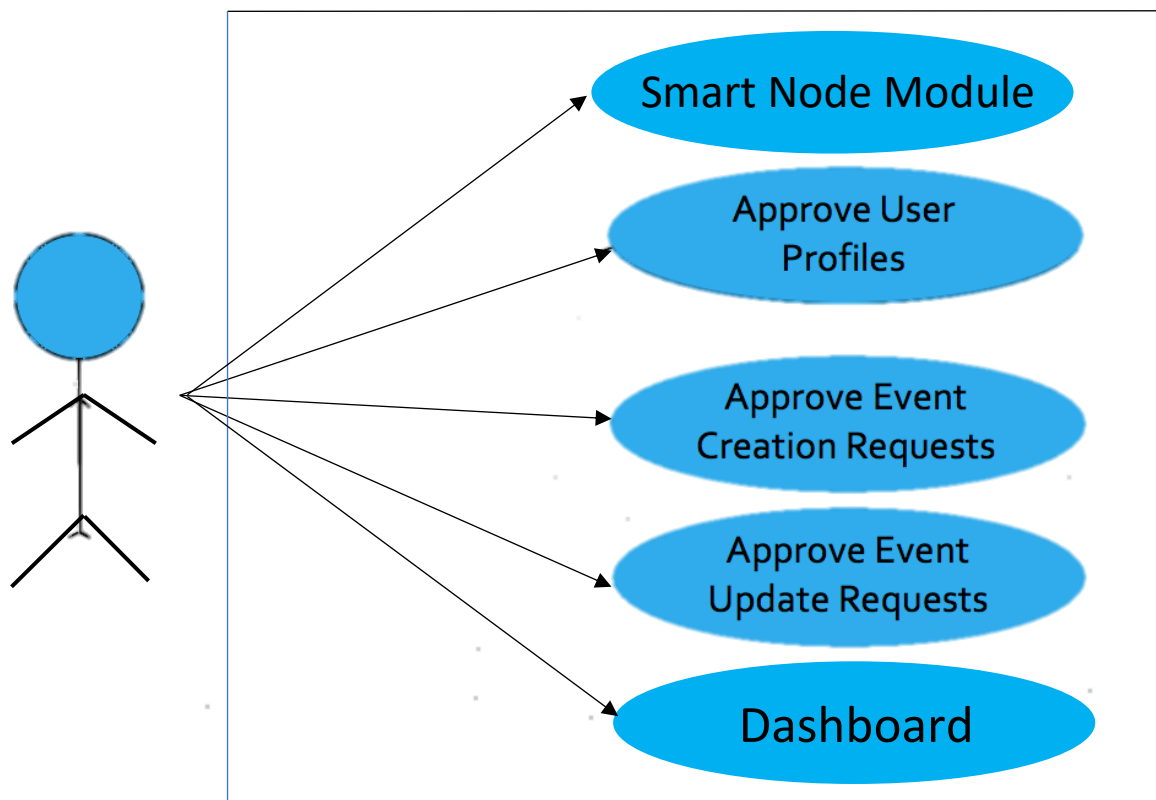 Smart Node Module
Approve User
Profiles
Approve Event
Creation Requests
Approve Event
Update Requests
Dashboard